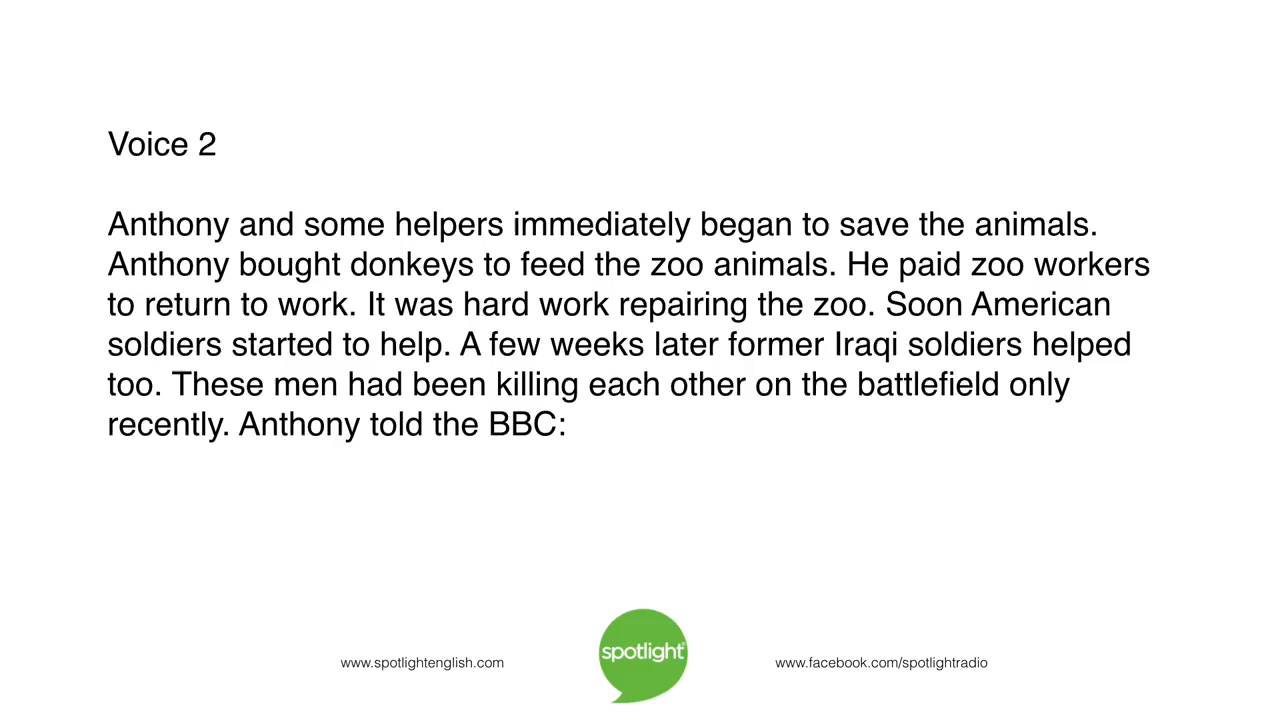 Voice 2
Anthony and some helpers immediately began to save the animals.
Anthony bought donkeys to feed the zoo animals. He paid zoo workers
to return to work. It was hard work repairing the zoo. Soon American
soldiers started to help. A few weeks later former Iraqi soldiers helped
too. These men had been killing each other on the battlefield only
recently. Anthony told the BBC:
www.spotlightenglish.com
spotlight
www.facebook.com/spotlightradio